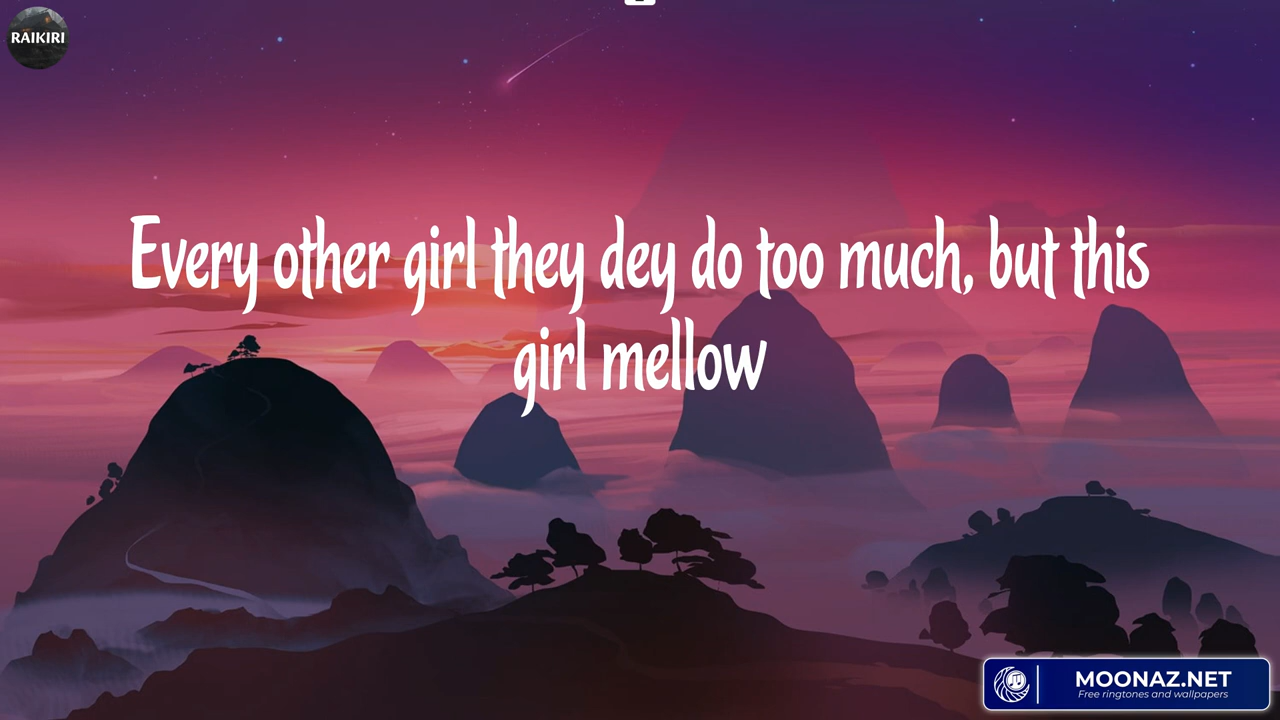 RAIKIRI
Every other girl they dey do too much, but this
girl mellow
MOONAZ.NET
Free ringtones and wallpapers